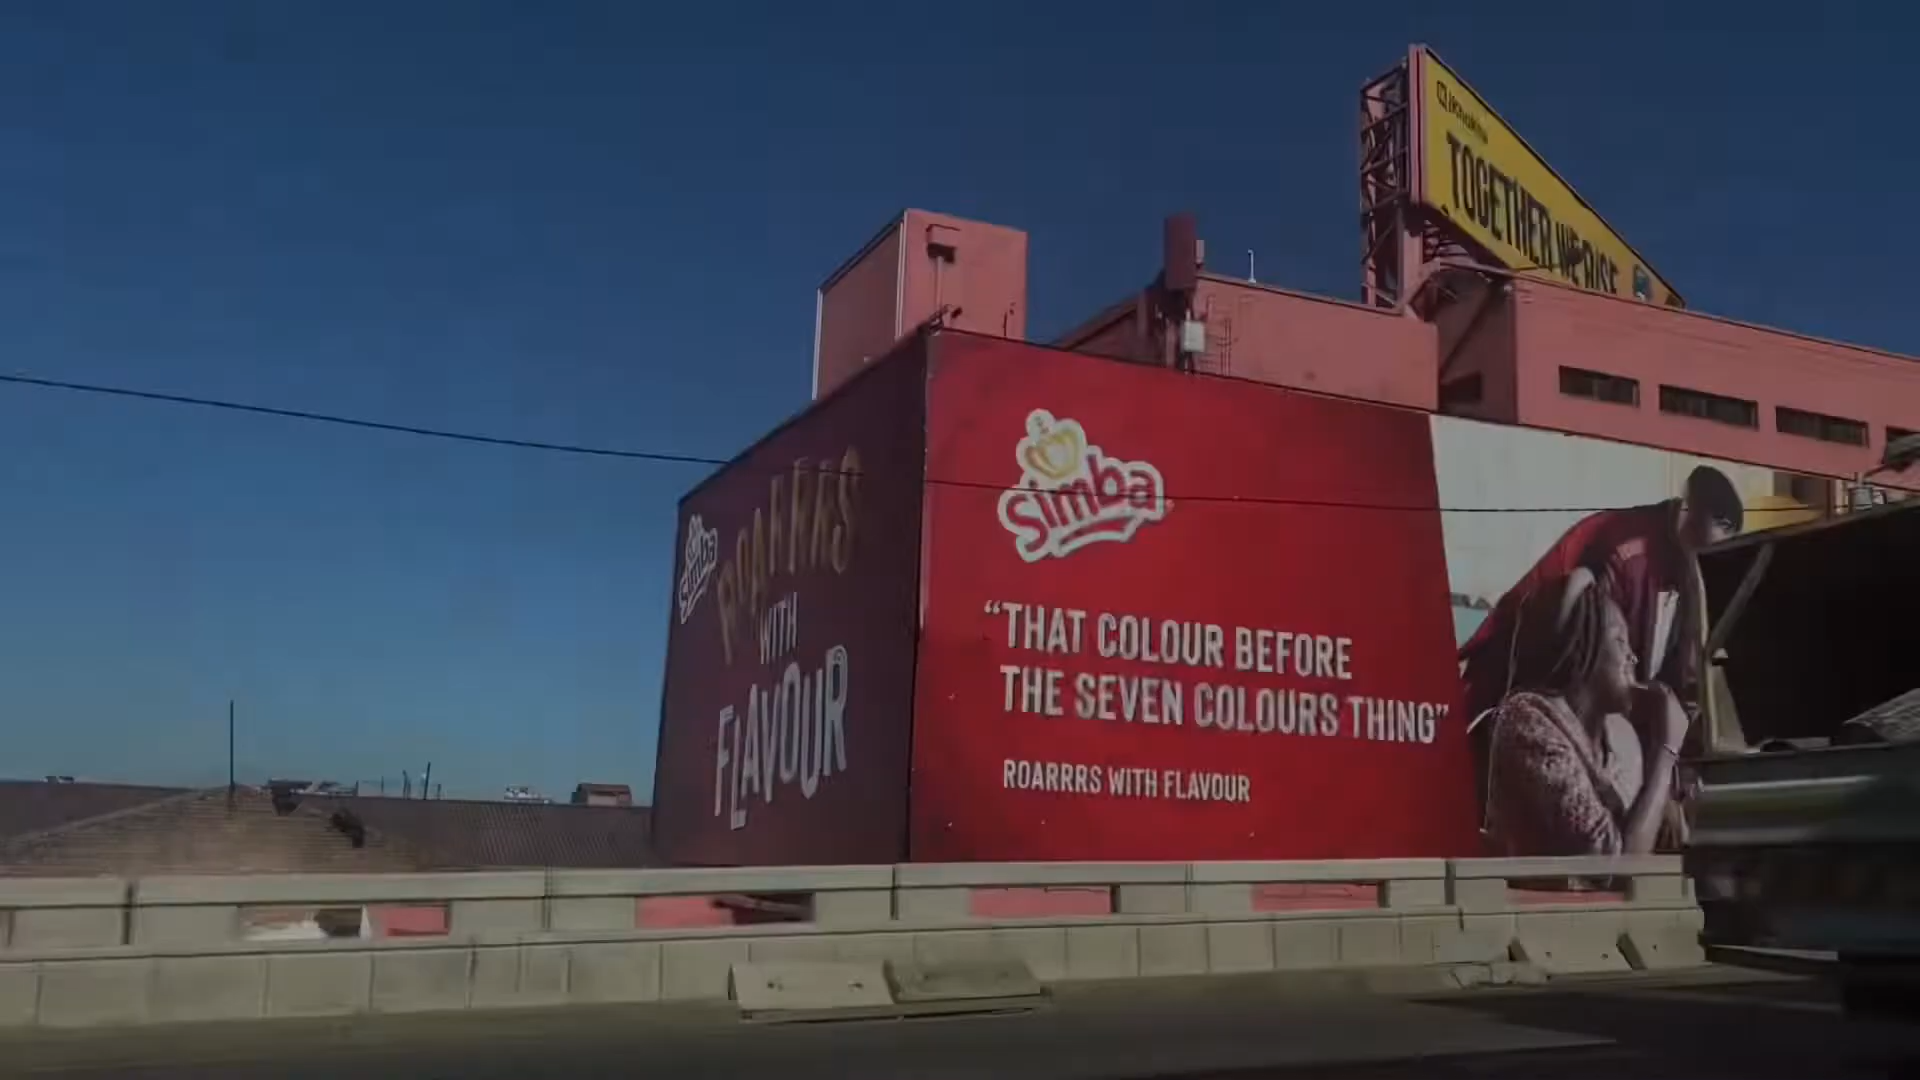 TOGETHER WE RISE
Simba
Simba
ROARRRS
WITH
FLAVOUR
“THAT COLOUR BEFORE
THE SEVEN COLOURS THING”
ROARRRS WITH FLAVOUR